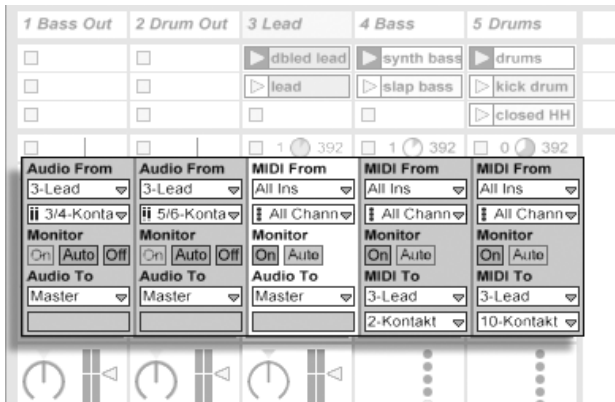 1 Bass Out 2 Drum Out 3 Lead 4 Bass 5 Drums
dbled lead synth bass drums
lead slap bass kick drum
closed HH
1 392 1 392 0 392
Audio From Audio From MIDI From MIDI From MIDI From
3-Lead 3-Lead All Ins All Ins All Ins
3/4-Konta 5/6-Konta All Chann All Chann All Chann
Monitor Monitor Monitor Monitor Monitor
On Auto Off On Auto Off On Auto On Auto On Auto
Audio To Audio To Audio To MIDI To MIDI To
Master Master Master 3-Lead 3-Lead
2-Kontakt 10-Kontakt